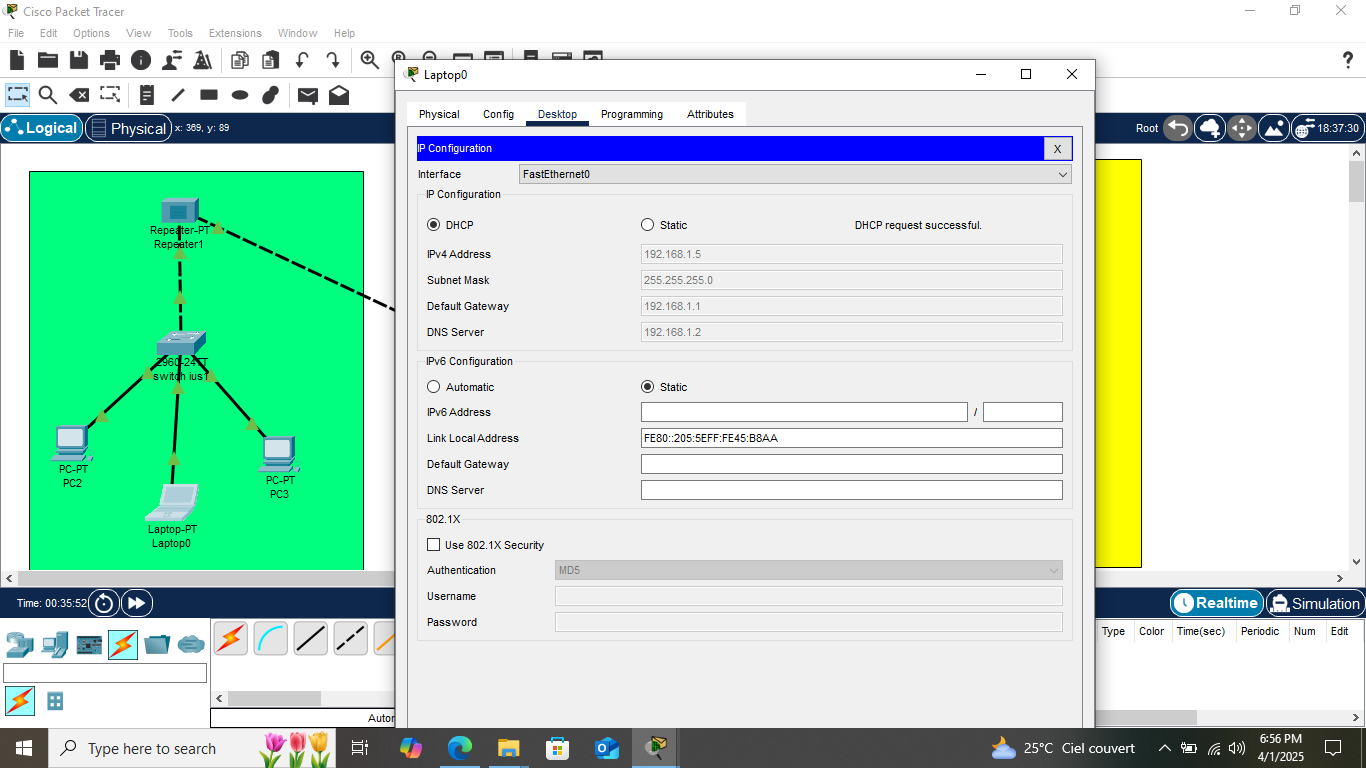 Cisco Packet Tracer
File Edit Options View Tools Extensions Window Help
Logical Physical x: 369, y: 89
Root 18:37:30
Repeater-PT
Repeater1
2960-24TT
switch ius1
PC-PT
PC2
PC-PT
PC3
Laptop-PT
Laptop0
Laptop0
Physical Config Desktop Programming Attributes
IP Configuration X
Interface FastEthernet0
IP Configuration
DHCP Static DHCP request successful.
IPv4 Address 192.168.1.5
Subnet Mask 255.255.255.0
Default Gateway 192.168.1.1
DNS Server 192.168.1.2
IPv6 Configuration
Automatic Static
IPv6 Address /
Link Local Address FE80::205:5EFF:FE45:B8AA
Default Gateway
DNS Server
802.1X
Use 802.1X Security
Authentication MD5
Username
Password
Time: 00:35:52
Realtime Simulation
Type Color Time(sec) Periodic Num Edit
Autor
Type here to search
25°C Ciel couvert
6:56 PM
4/1/2025